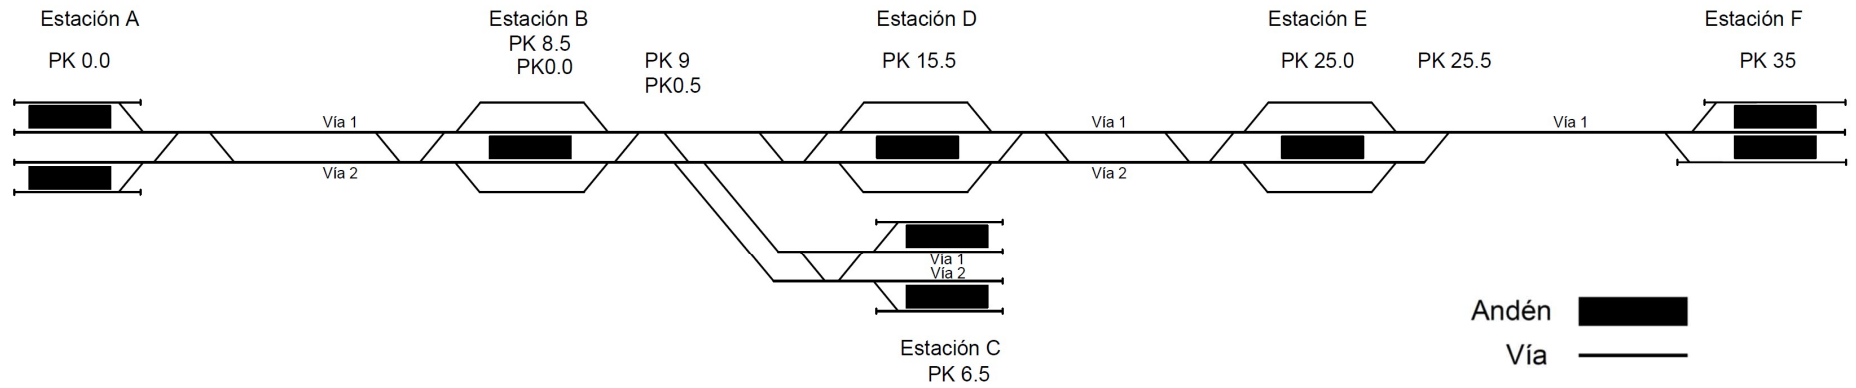 Estación A
PK 0.0
Estación B
PK 8.5
PK0.0
PK 9
PK0.5
Estación D
PK 15.5
Estación E
PK 25.0
PK 25.5
Estación F
PK 35
Vía 1
Vía 1
Vía 1
Vía 2
Vía 2
Vía 1
Vía 2
Estación C
PK 6.5
Andén
Vía